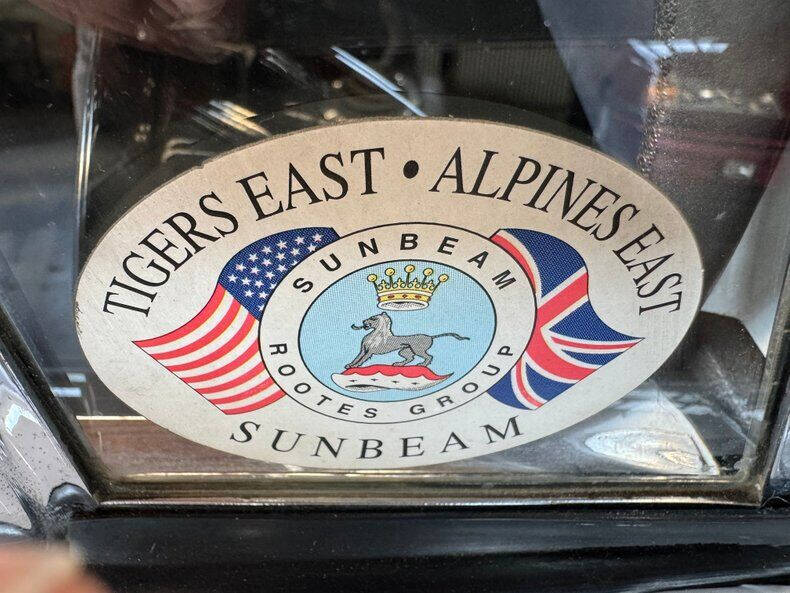 TIGERS EAST • ALPINES EAST
SUNBEAM
ROOTES GROUP
SUNBEAM